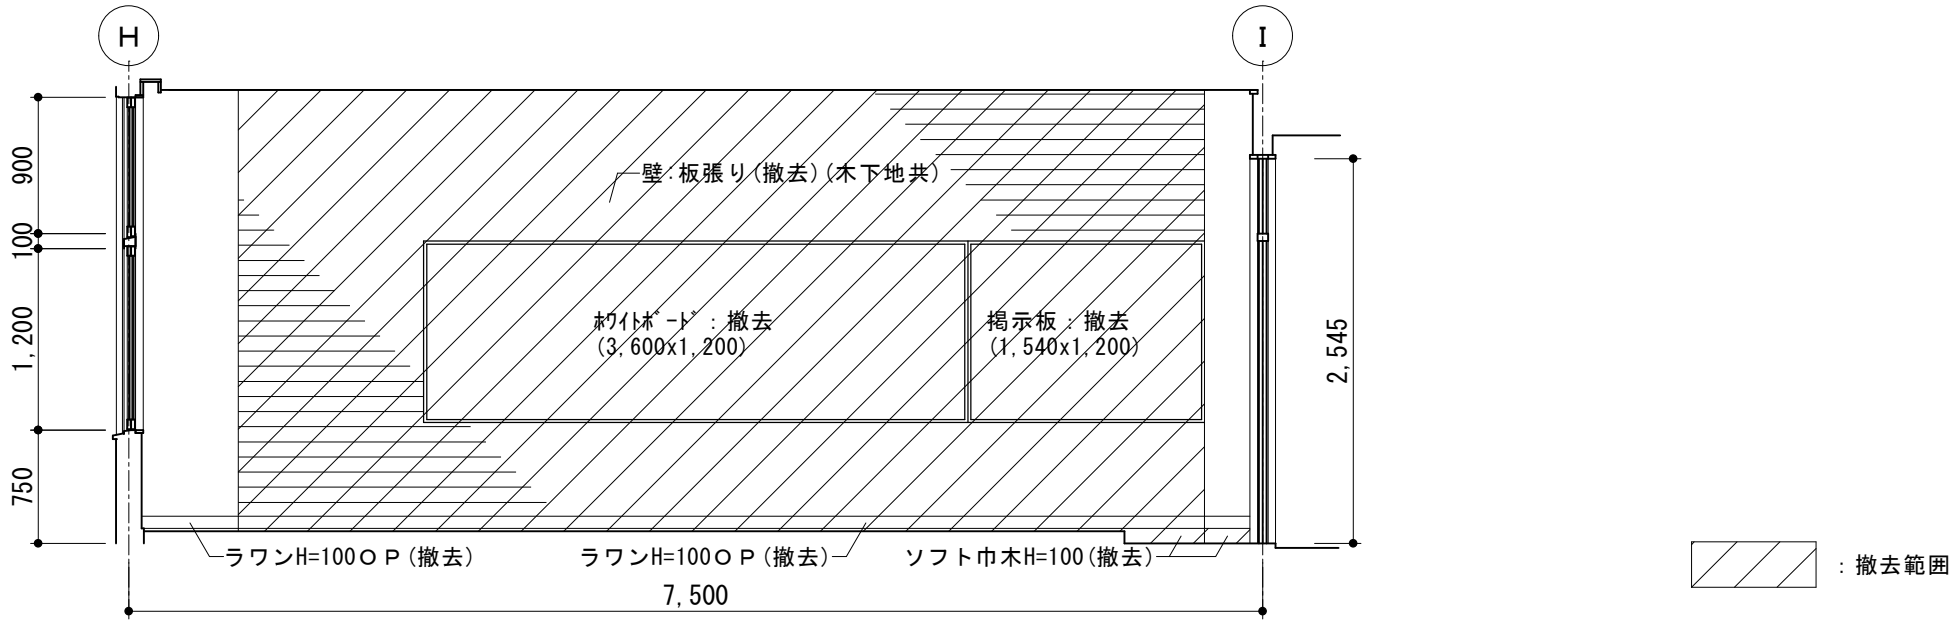 H
I
900
100
1,200
750
壁:板張り(撤去)(木下地共)
ﾎﾜｲﾄﾎﾞｰﾄﾞ:撤去
(3,600x1,200)
掲示板:撤去
(1,540x1,200)
2,545
ラワンH=100OP(撤去)
ラワンH=100OP(撤去)
ソフト巾木H=100(撤去)
7,500
:撤去範囲